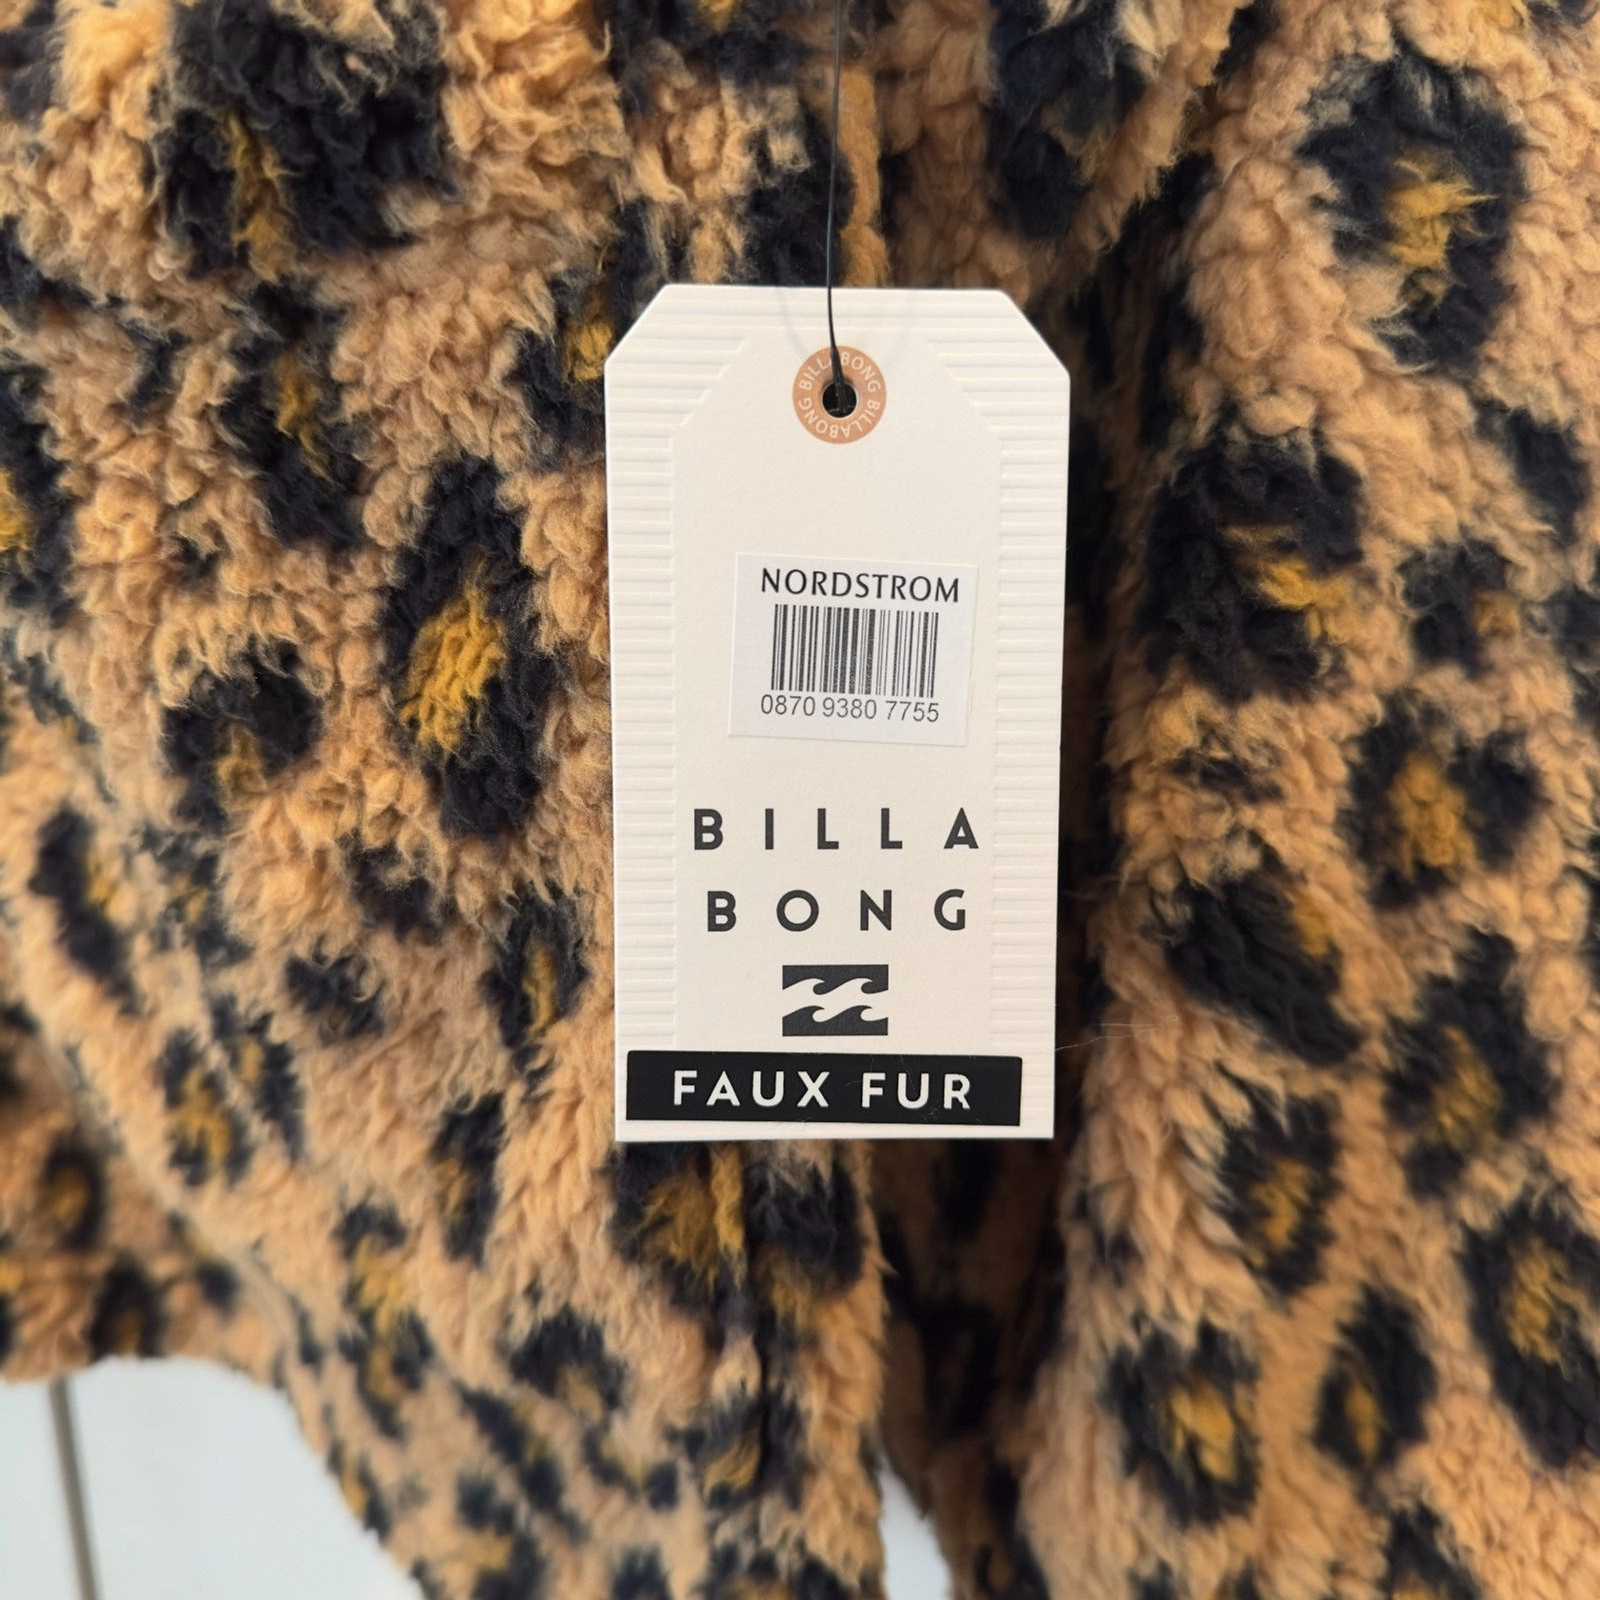 BILLABONG BILLABONG
NORDSTROM
0870 9380 7755
BILLA
BONG
FAUX FUR